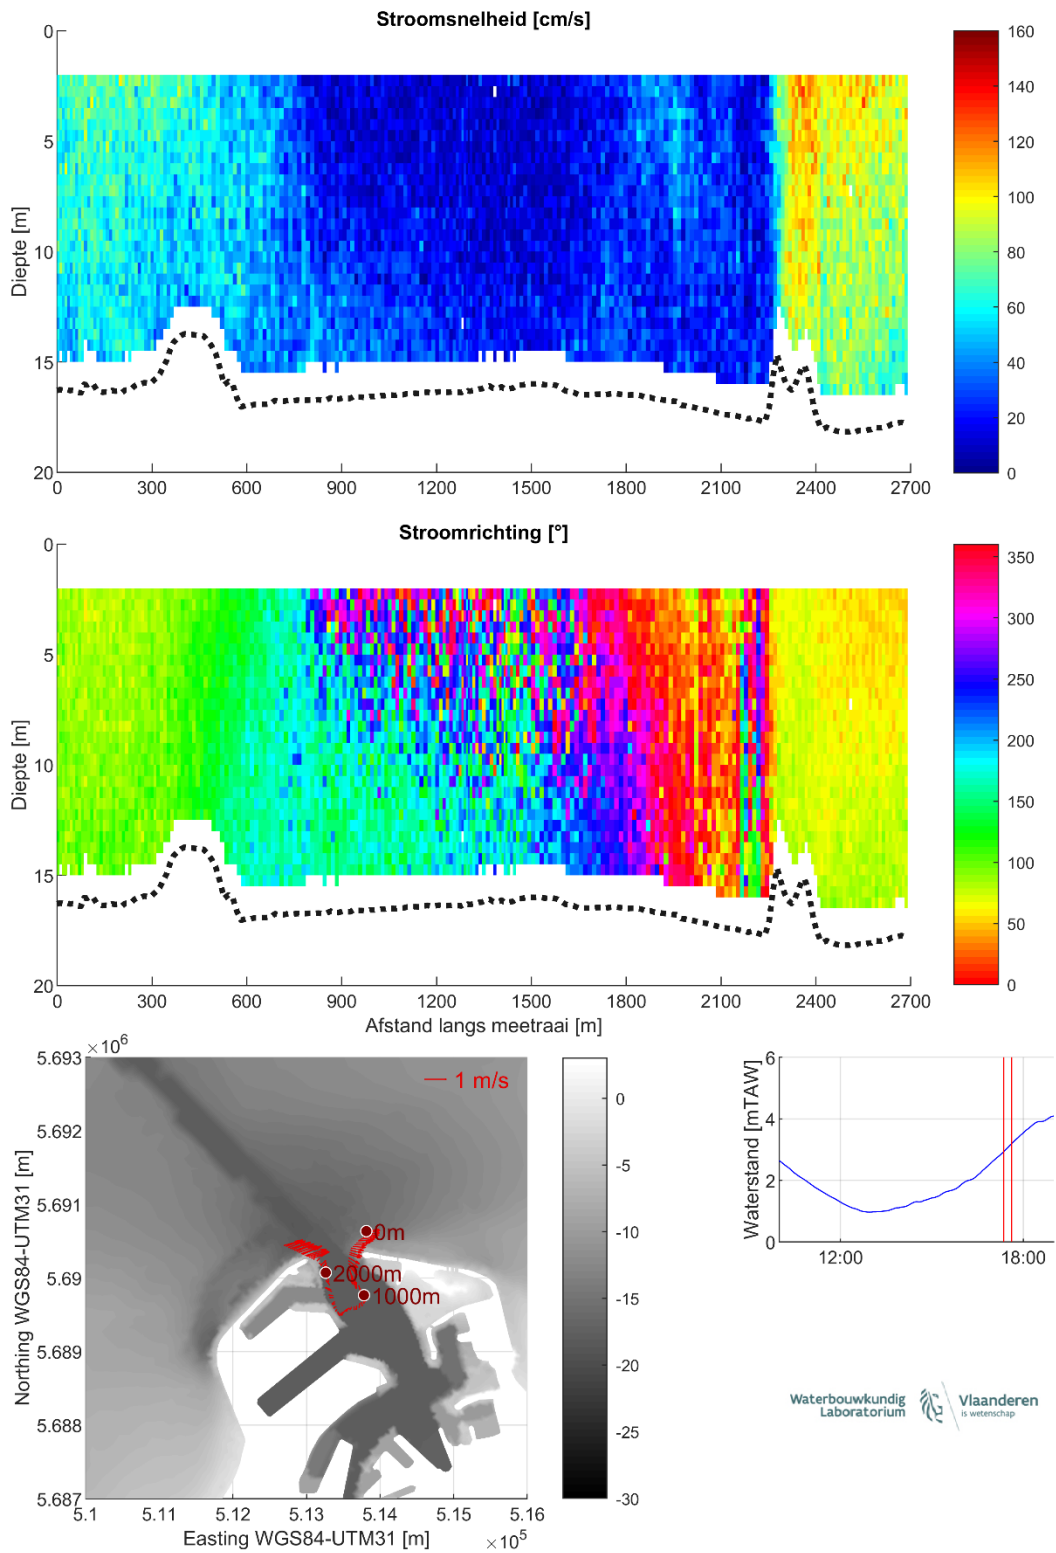 Stroomsnelheid [cm/s]
0
5
10
15
20
Diepte [m]
0 300 600 900 1200 1500 1800 2100 2400 2700
160
140
120
100
80
60
40
20
0
Stroomrichting [°]
0
5
10
15
20
Diepte [m]
0 300 600 900 1200 1500 1800 2100 2400 2700
Afstand langs meetraai [m]
350
300
250
200
150
100
50
0
×10⁶
5.693
5.692
5.691
5.69
5.689
5.688
5.687
Northing WGS84-UTM31 [m]
1 m/s
0m
2000m
1000m
5.1 5.11 5.12 5.13 5.14 5.15 5.16
Easting WGS84-UTM31 [m]
×10⁵
0
-5
-10
-15
-20
-25
-30
Waterstand [mTAW]
6
4
2
0
12:00 18:00
Waterbouwkundig
Laboratorium
Vlaanderen
is wetenschap